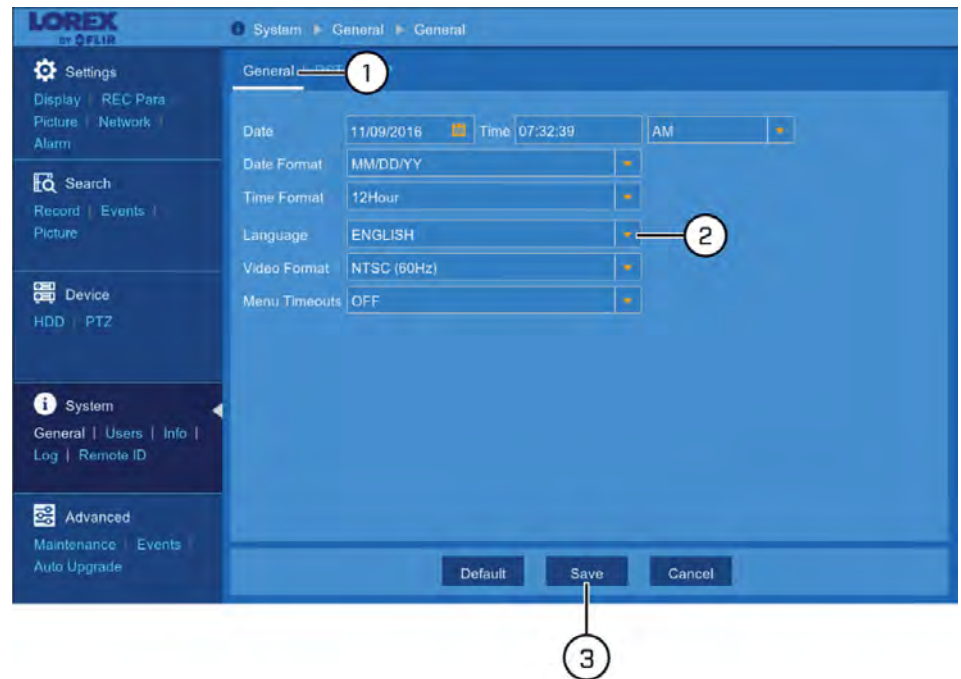 LOREX
BY FLIR
System General General
Settings
Display | REC Para
Picture | Network |
Alarm
Search
Record | Events |
Picture
Device
HDD | PTZ
System
General | Users | Info |
Log | Remote ID
Advanced
Maintenance | Events |
Auto Upgrade
General
1
Date 11/09/2016 Time 07:32:39 AM
Date Format MM/DD/YY
Time Format 12Hour
Language ENGLISH
2
Video Format NTSC (60Hz)
Menu Timeouts OFF
Default Save Cancel
3